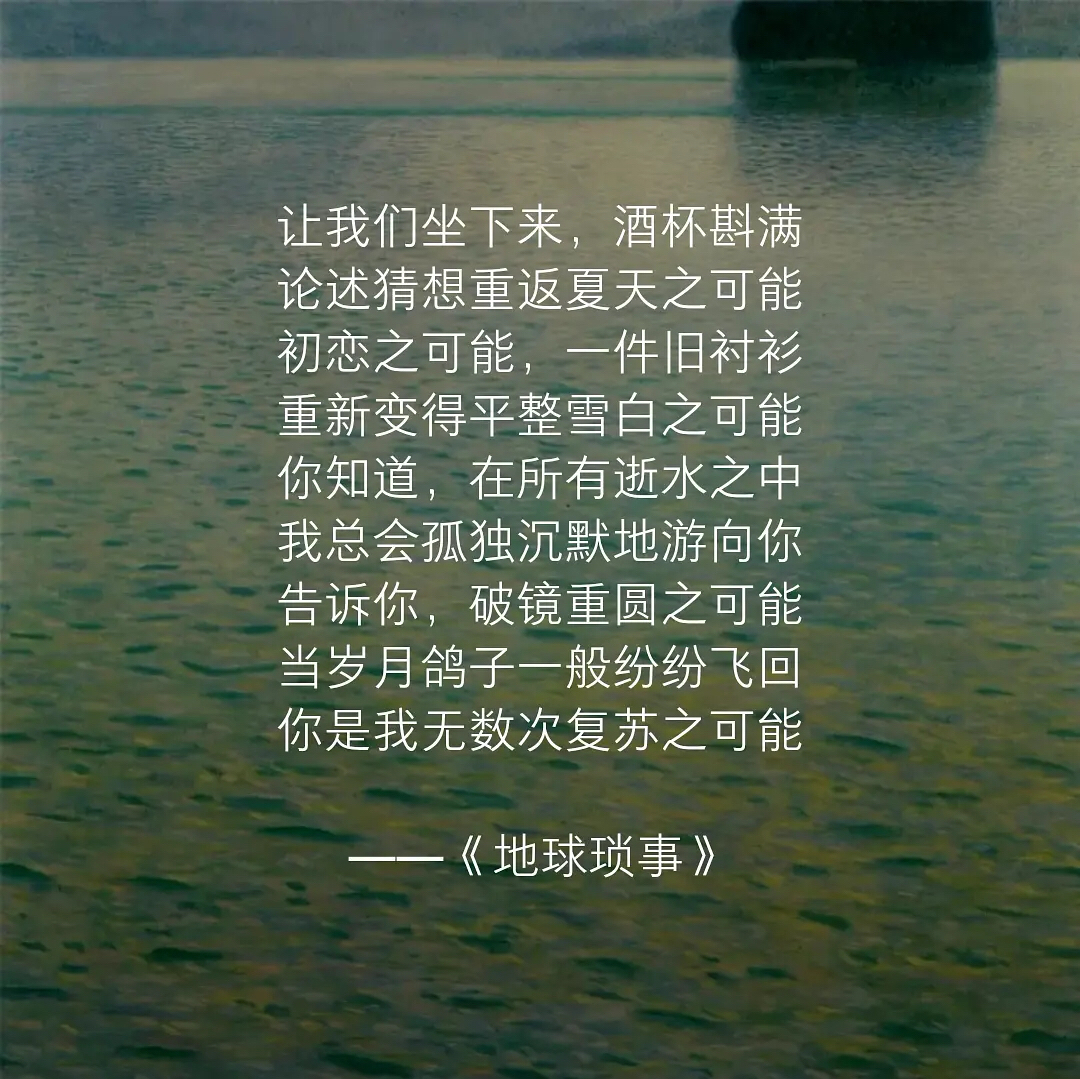 让我们坐下来，酒杯斟满
论述猜想重返夏天之可能
初恋之可能，一件旧衬衫
重新变得平整雪白之可能
你知道，在所有逝水之中
我总会孤独沉默地游向你
告诉你，破镜重圆之可能
当岁月鸽子一般纷纷飞回
你是我无数次复苏之可能
——《地球琐事》